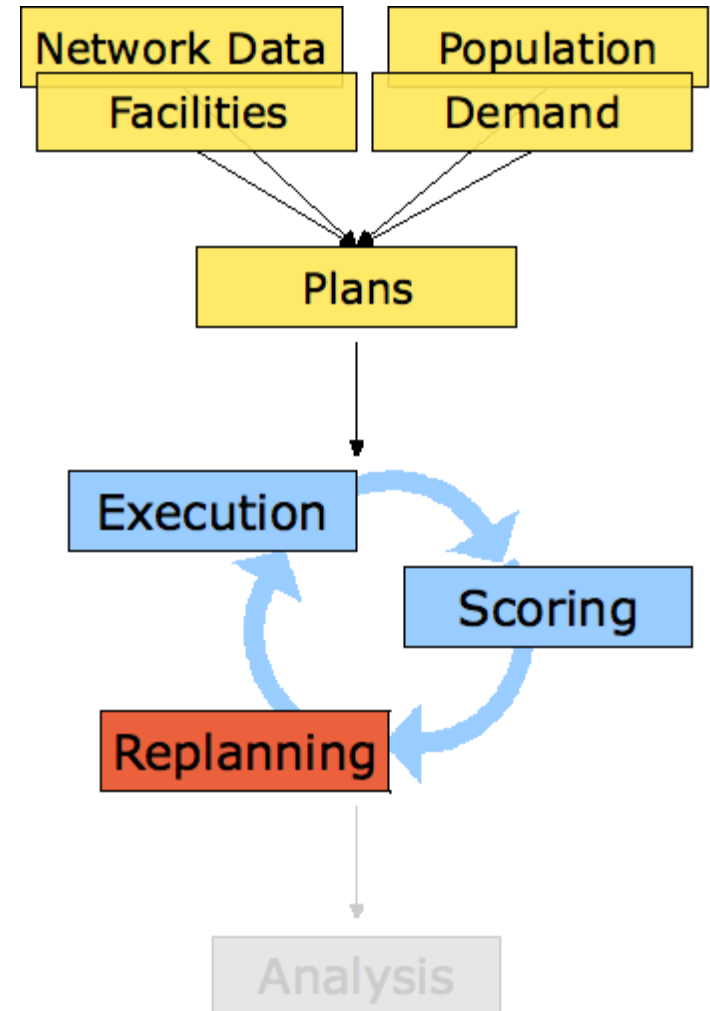 Network Data
Population
Facilities
Demand
Plans
Execution
Scoring
Replanning
Analysis